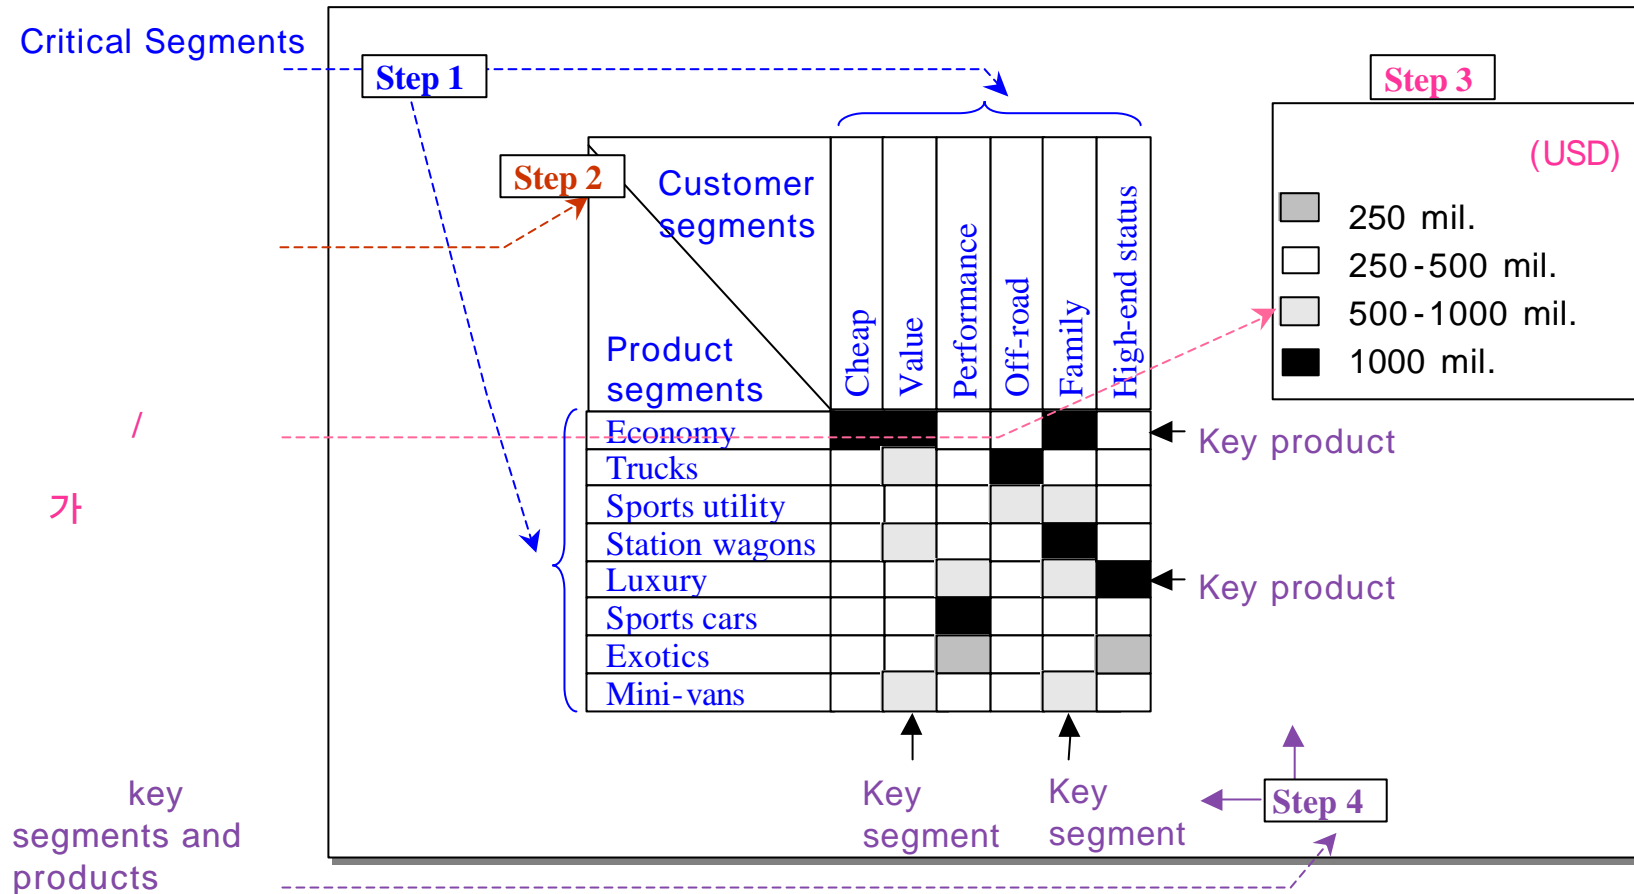 Critical Segments
Step 1
Step 3
(USD)
Step 2
Customer
segments
250 mil.
250-500 mil.
500-1000 mil.
1000 mil.
Product
segments
Cheap
Value
Performance
Off-road
Family
High-end status
/
가
Economy
Key product
Trucks
Sports utility
Station wagons
Luxury
Key product
Sports cars
Exotics
Mini-vans
Key
segment
Key
segment
Step 4
key
segments and
products